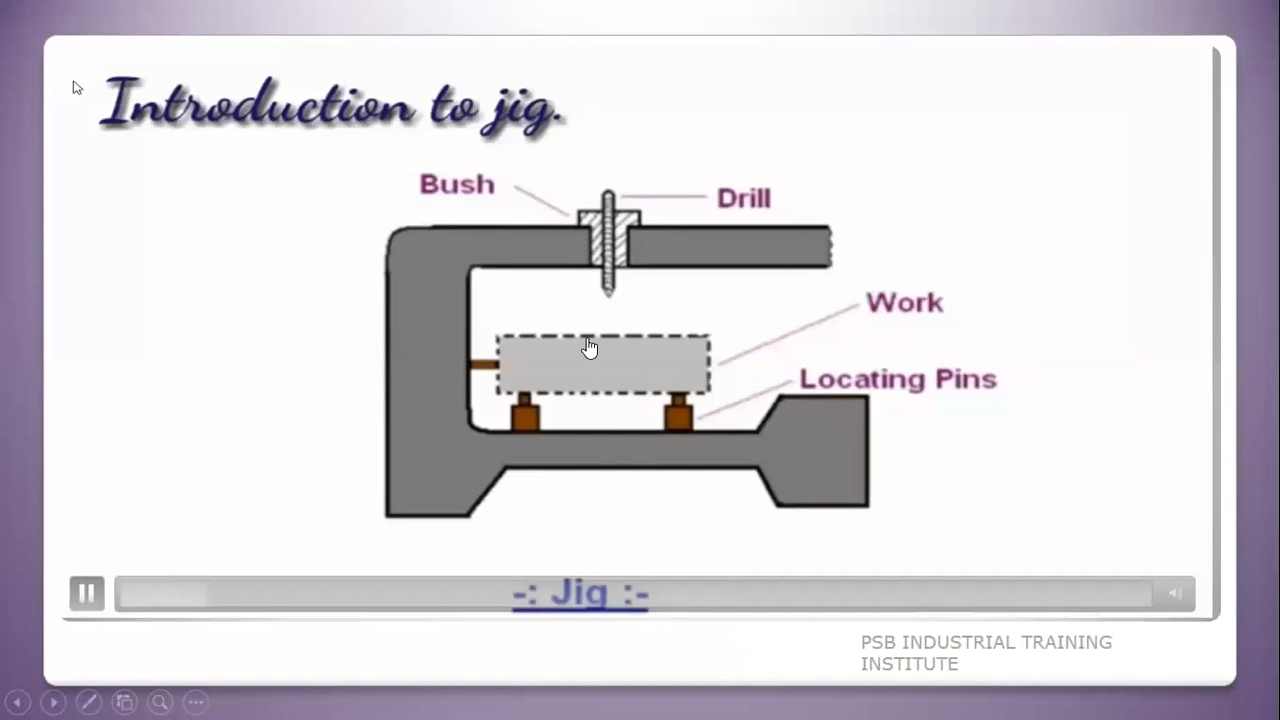 Introduction to jig.
Bush
Drill
Work
Locating Pins
-: Jig :-
PSB INDUSTRIAL TRAINING
INSTITUTE